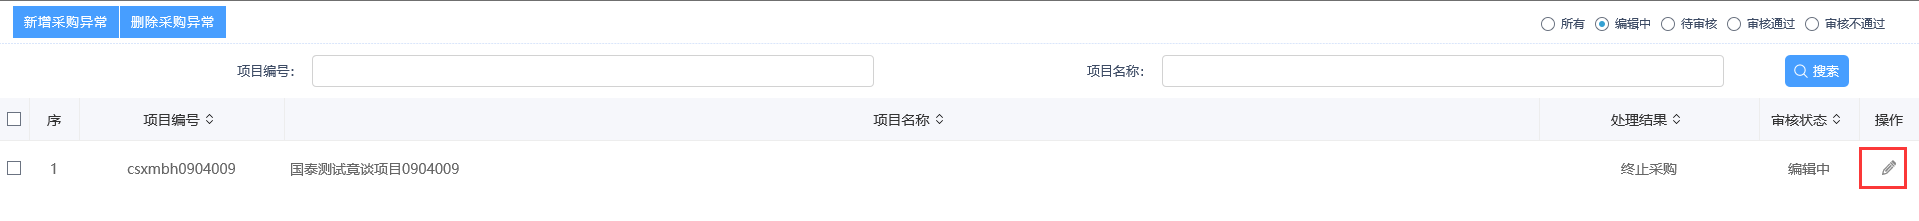 新增采购异常 删除采购异常 所有 编辑中 待审核 审核通过 审核不通过
项目编号： 项目名称： 搜索
序 项目编号 项目名称 处理结果 审核状态 操作
1 csxmbh0904009 国泰测试竟谈项目0904009 终止采购 编辑中